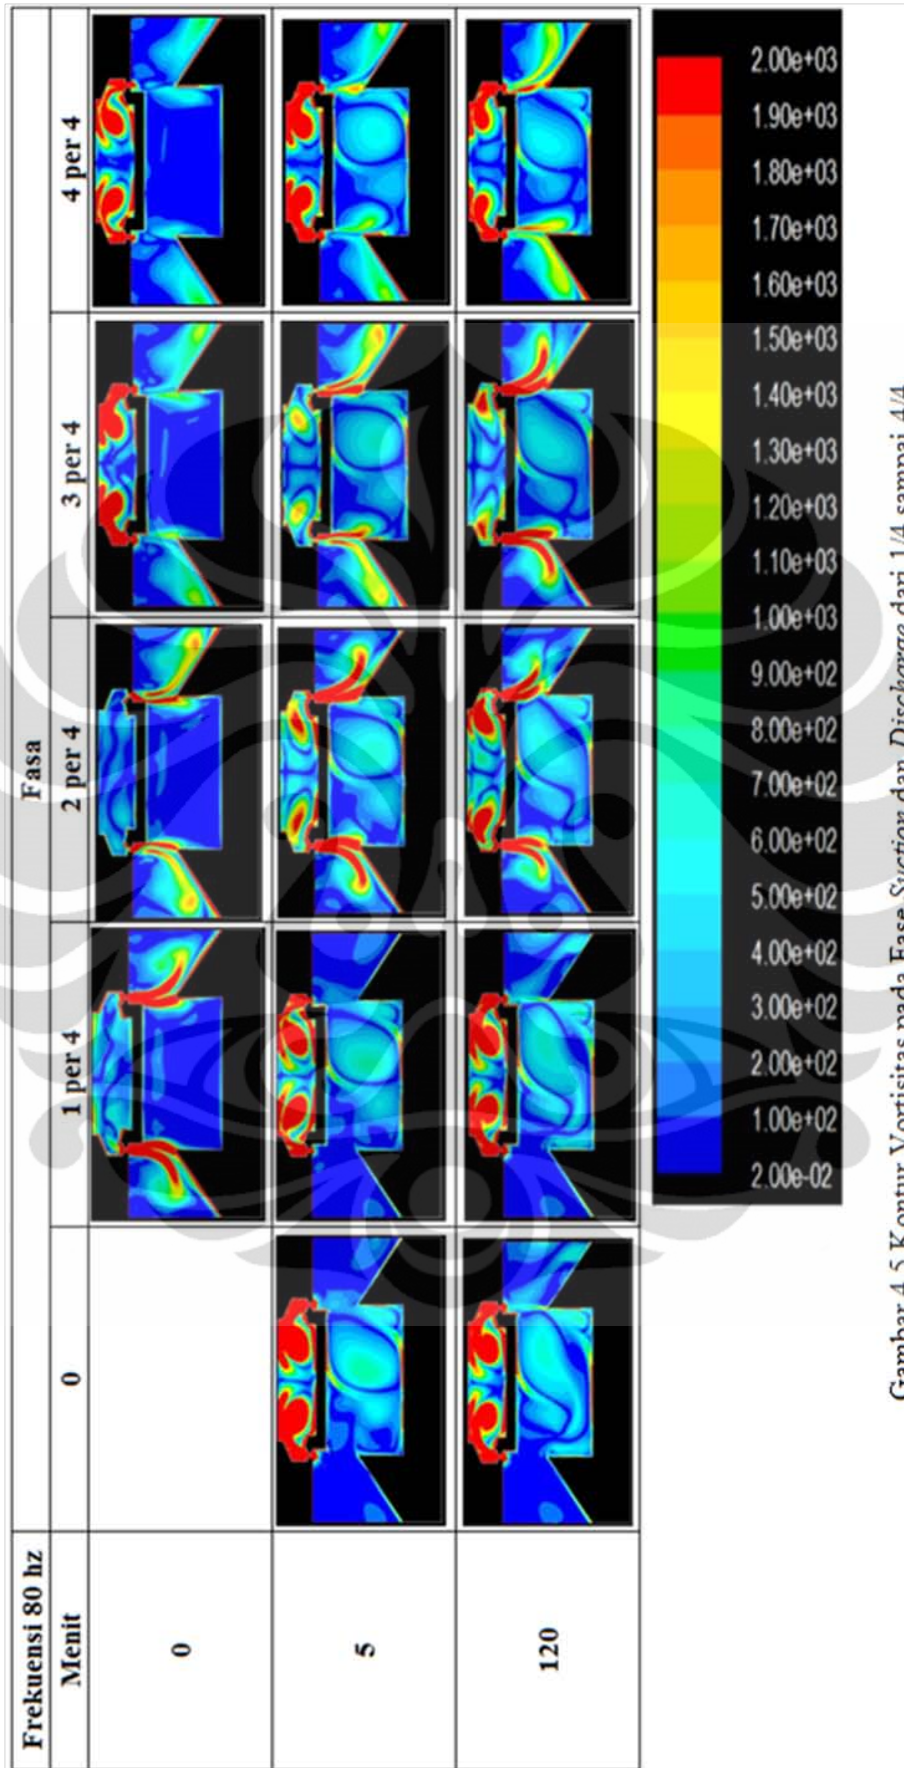 Frekuensi 80 hz
Fasa
Menit
0
1 per 4
2 per 4
3 per 4
4 per 4
0
5
120
2.00e+03
1.90e+03
1.80e+03
1.70e+03
1.60e+03
1.50e+03
1.40e+03
1.30e+03
1.20e+03
1.10e+03
1.00e+03
9.00e+02
8.00e+02
7.00e+02
6.00e+02
5.00e+02
4.00e+02
3.00e+02
2.00e+02
1.00e+02
2.00e-02
Gambar 4.5 Kontur Vortisitas pada Fase Suction dan Discharge dari 1/4 sampai 4/4